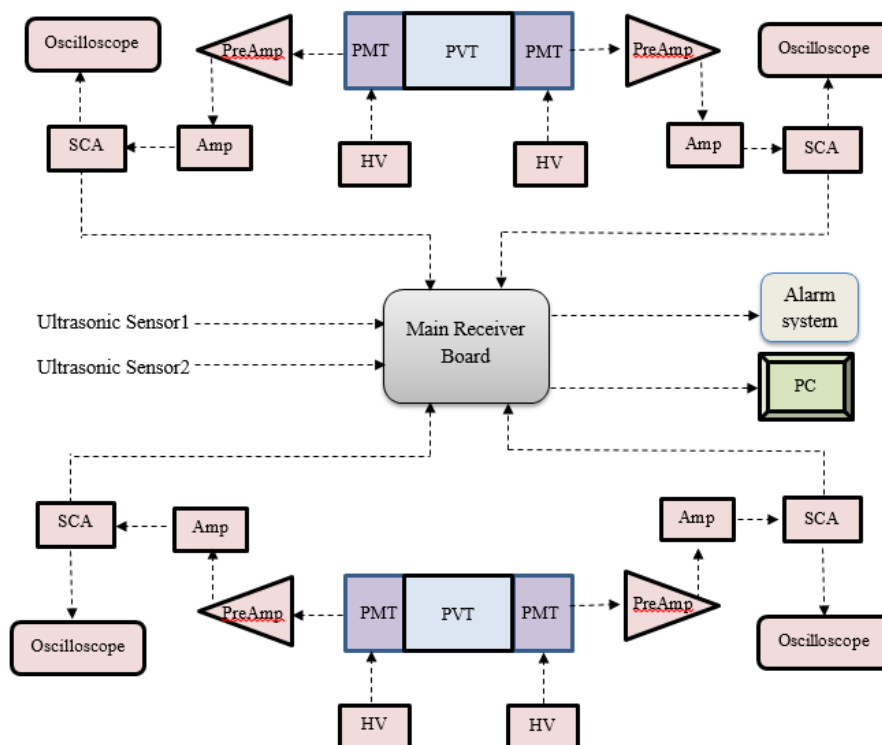 Oscilloscope
PreAmp
PMT
PVT
PMT
PreAmp
Oscilloscope
SCA
Amp
HV
HV
Amp
SCA
Ultrasonic Sensor1
Ultrasonic Sensor2
Main Receiver
Board
Alarm
system
PC
SCA
Amp
Amp
SCA
Oscilloscope
PreAmp
PMT
PVT
PMT
PreAmp
Oscilloscope
HV
HV